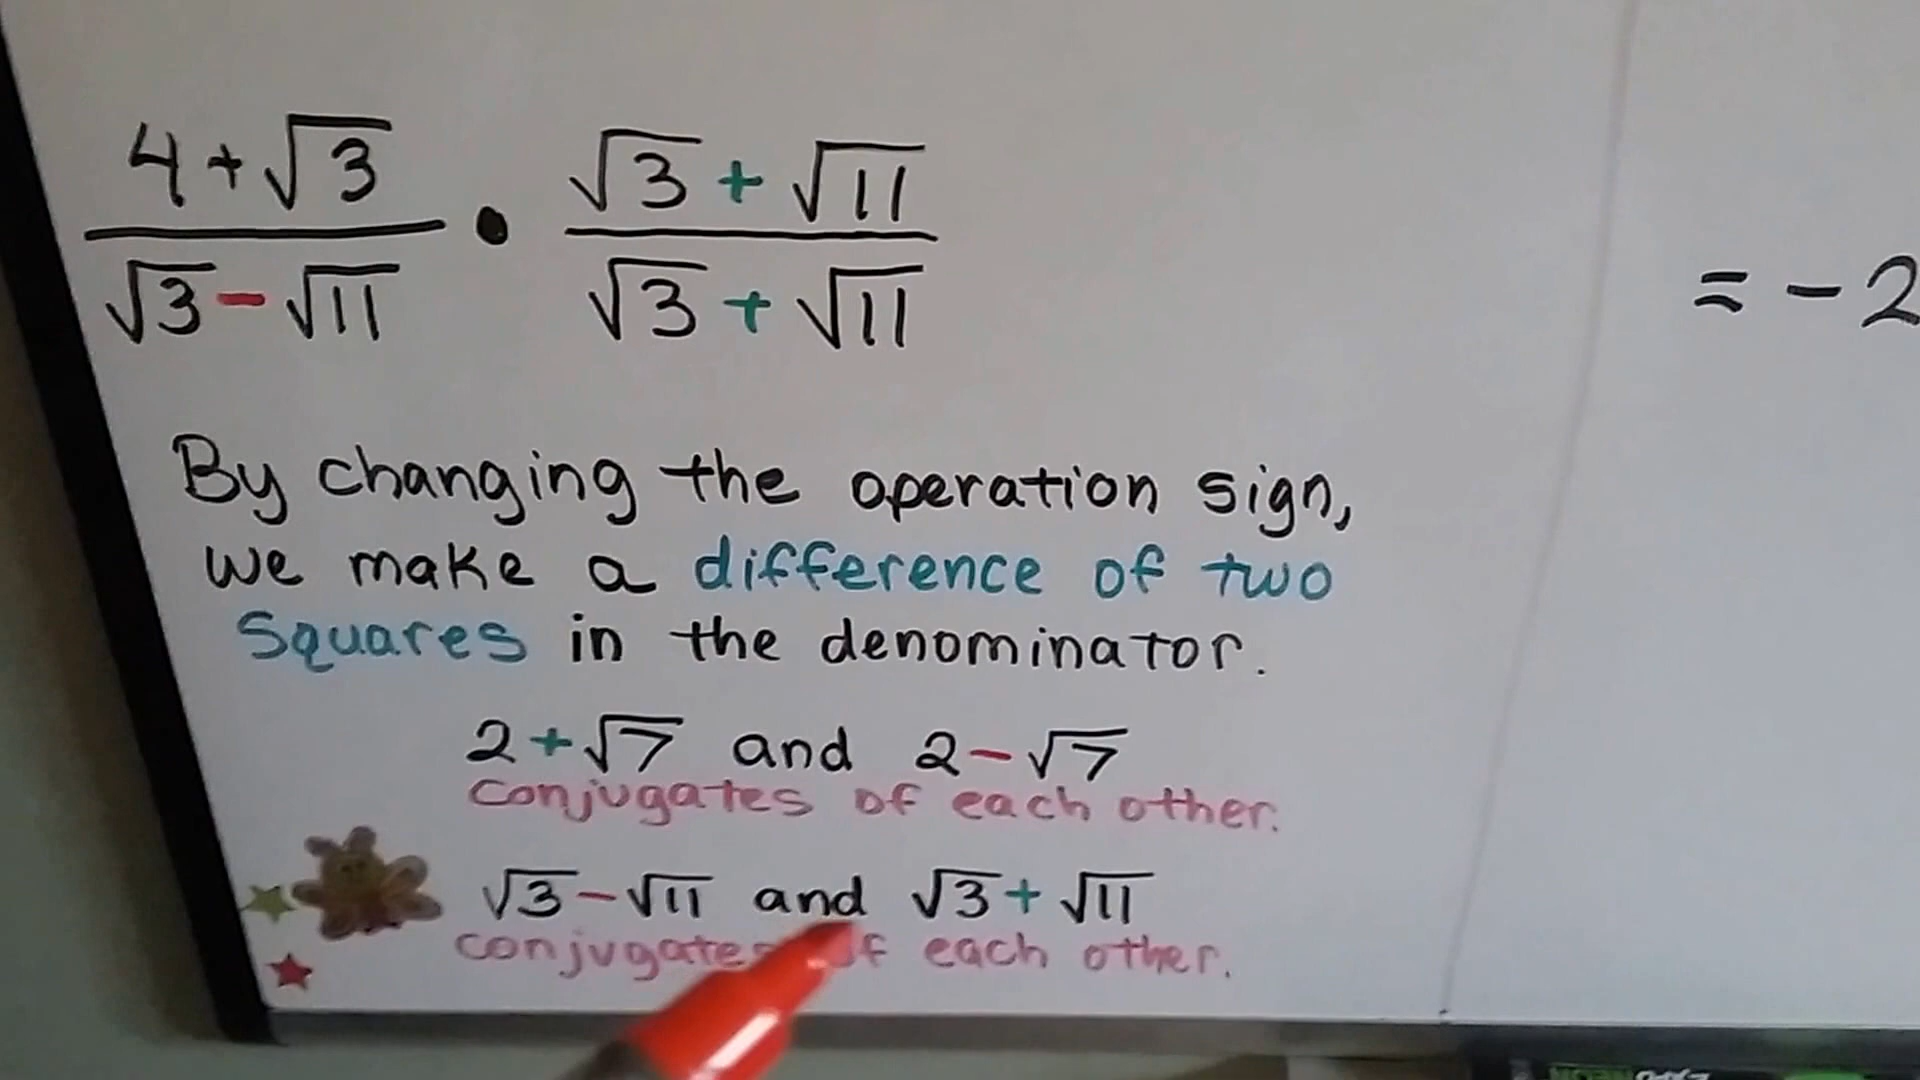 4 + √3 / √3 - √11 • √3 + √11 / √3 + √11
= - 2
By changing the operation sign,
we make a difference of two
squares in the denominator.
2 + √7 and 2 - √7
conjugates of each other.
√3 - √11 and √3 + √11
conjugates of each other.